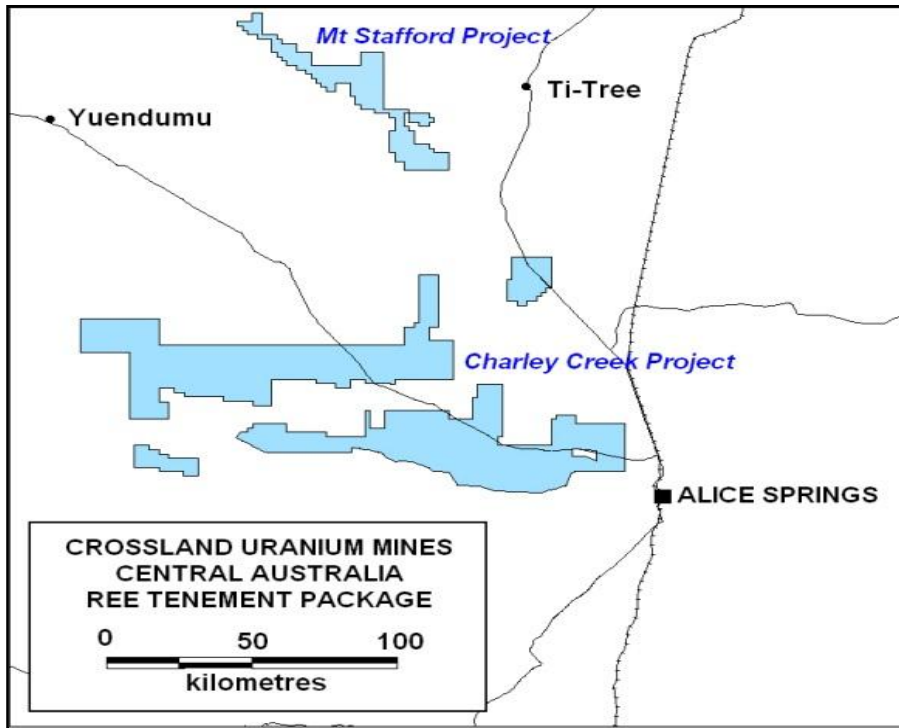 Mt Stafford Project
Ti-Tree
Yuendumu
Charley Creek Project
ALICE SPRINGS
CROSSLAND URANIUM MINES
CENTRAL AUSTRALIA
REE TENEMENT PACKAGE
0 50 100
kilometres